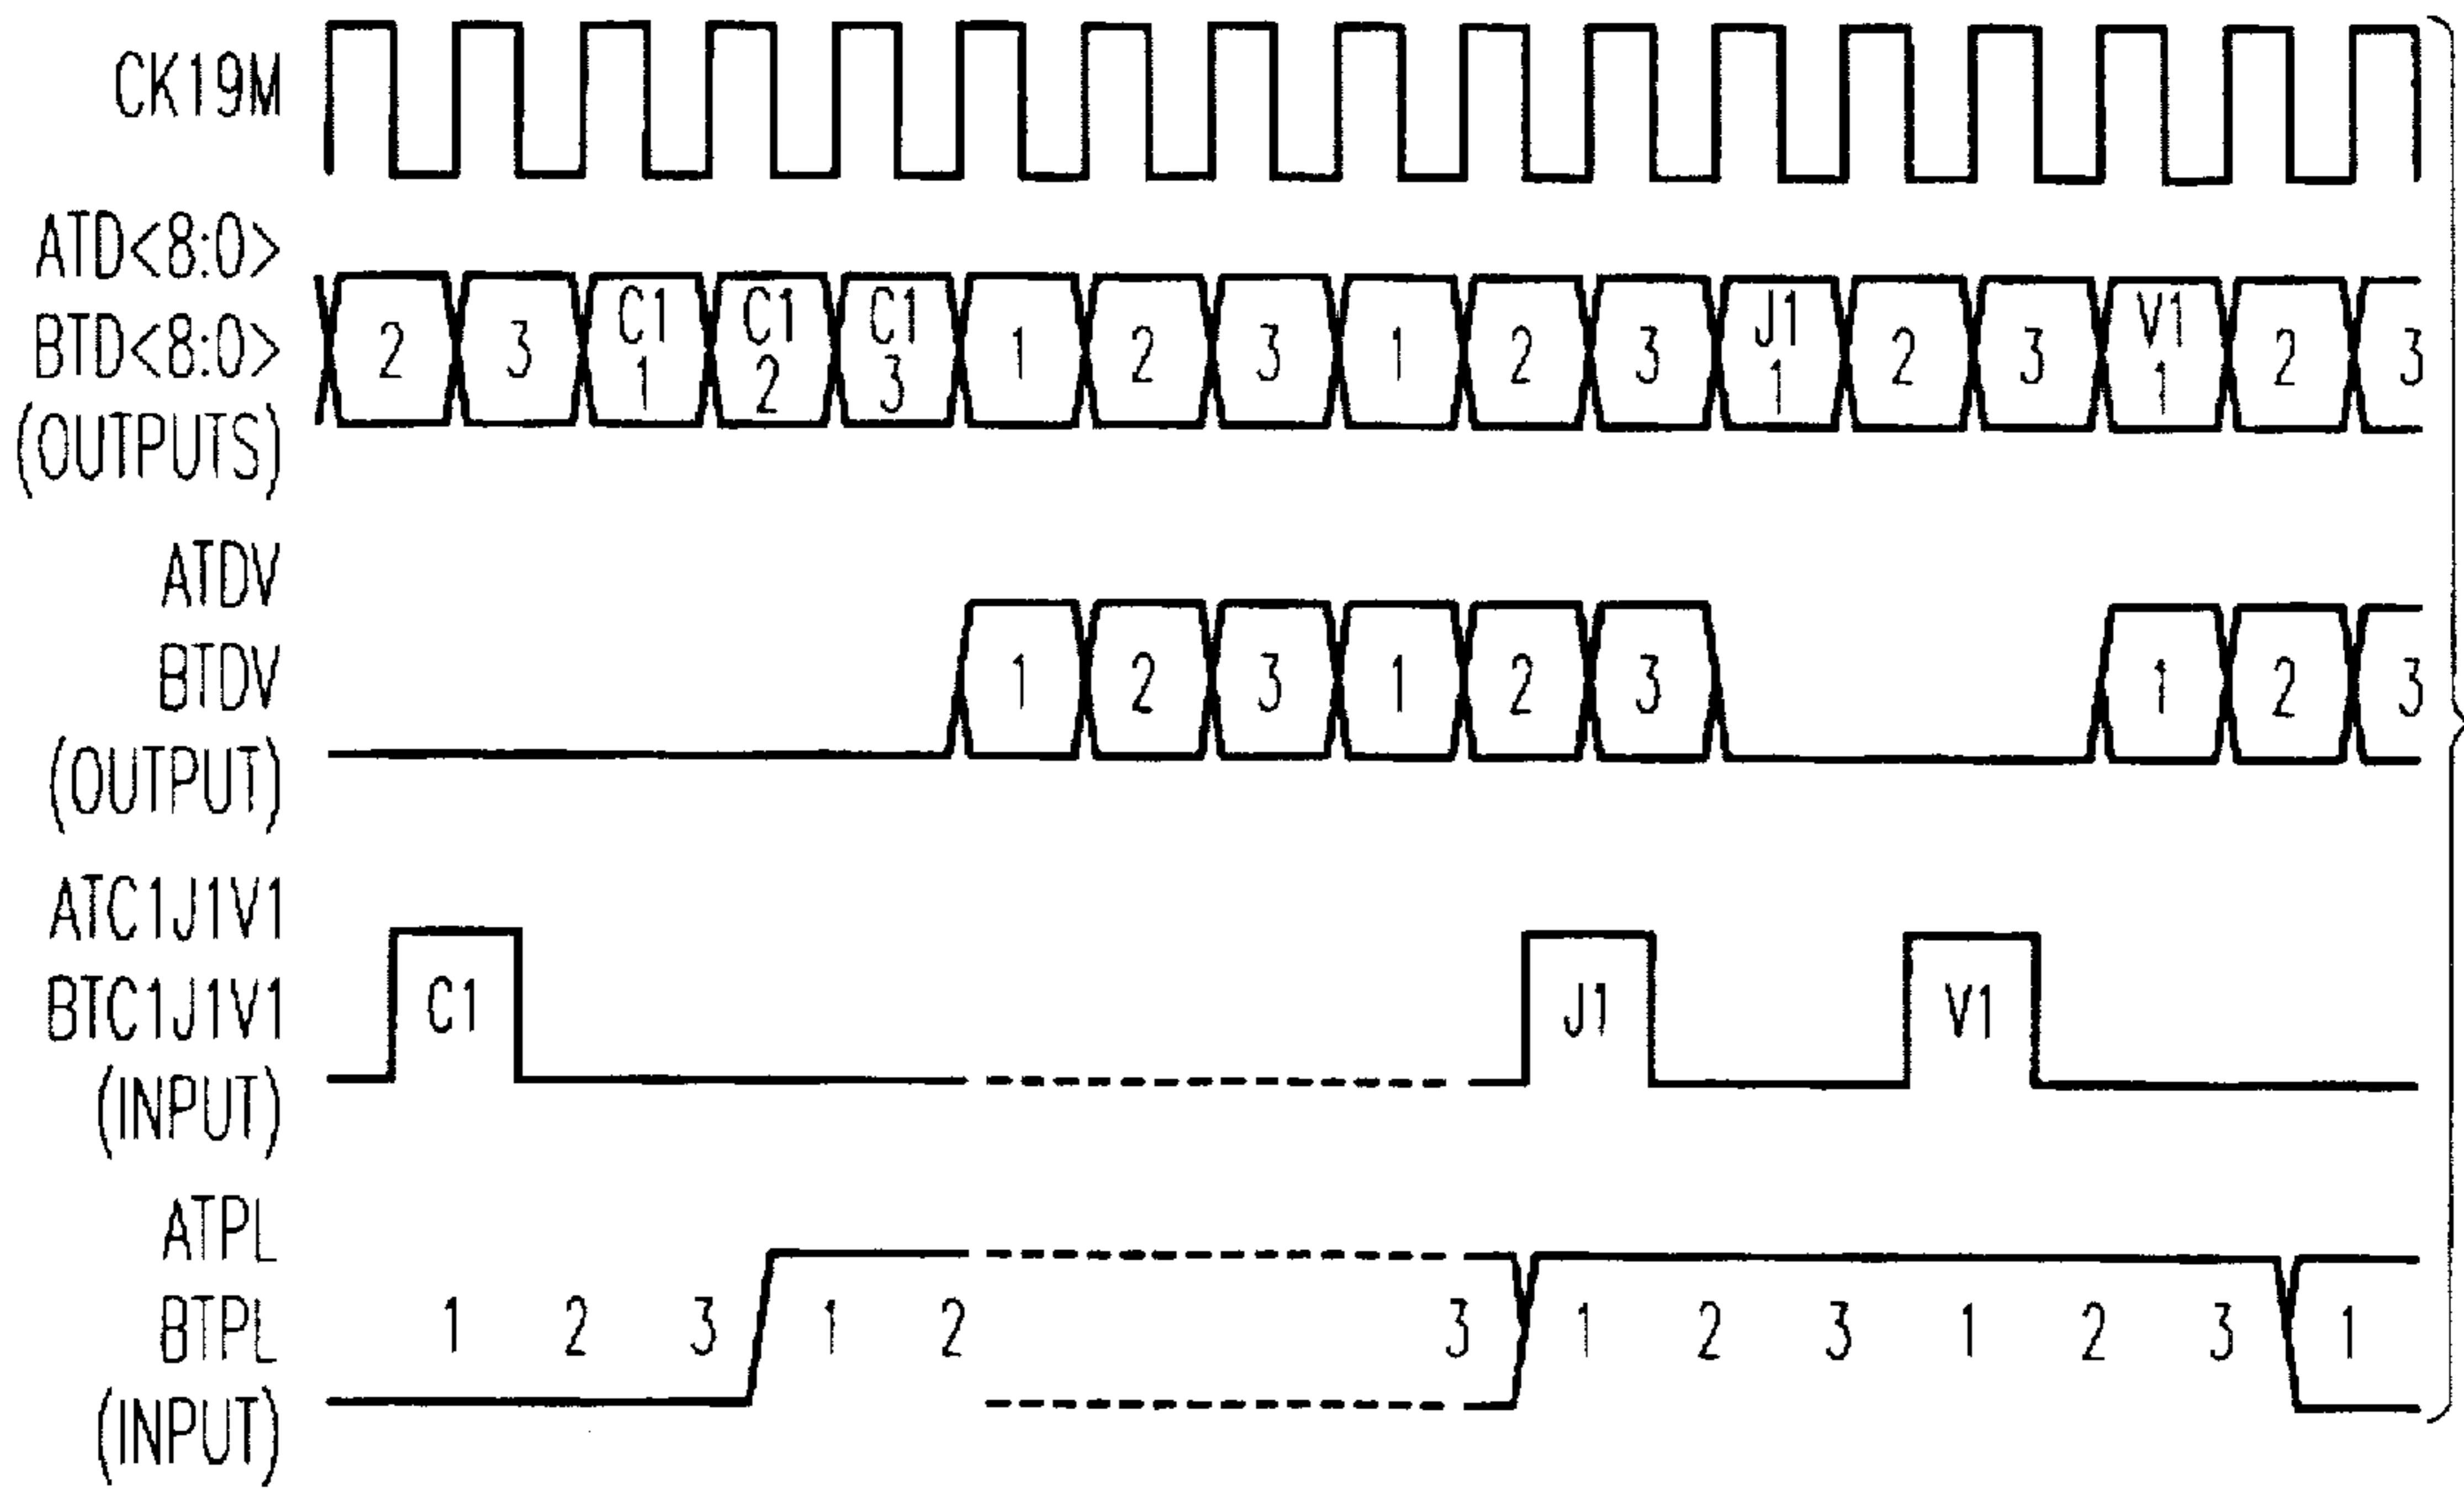 CK19M
ATD<8:0>
BTD<8:0>
(OUTPUTS)
C1 C1 C1 J1 V1
2 3 1 2 3 1 2 3 1 2 3 1 2 3 1 2 3
ATDV
BTDV
(OUTPUT)
1 2 3 1 2 3 1 2 3
ATC1J1V1
BTC1J1V1
(INPUT)
C1 J1 V1
ATPL
BTPL
(INPUT)
1 2 3 1 2 3 1 2 3 1 2 3 1